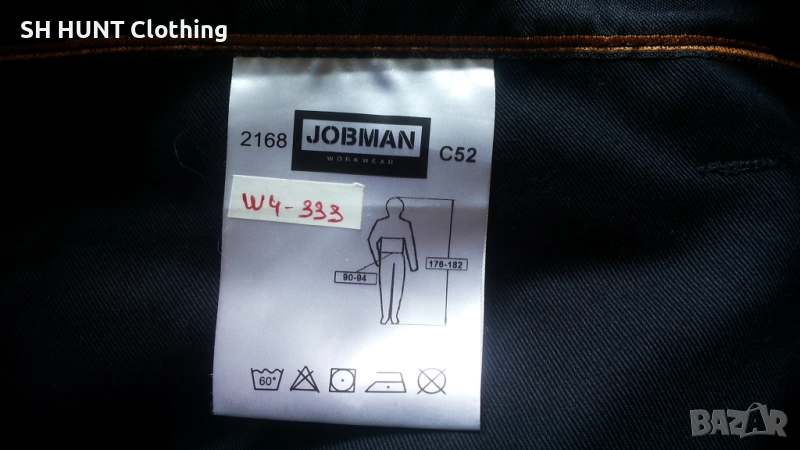 SH HUNT Clothing
2168 JOBMAN C52
WORKWEAR
W4-333
176-182
90-94
60°
BAZAR